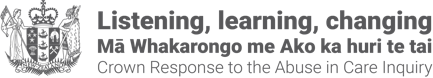 Listening, learning, changing
Mā Whakarongo me Ako ka huri te tai
Crown Response to the Abuse in Care Inquiry